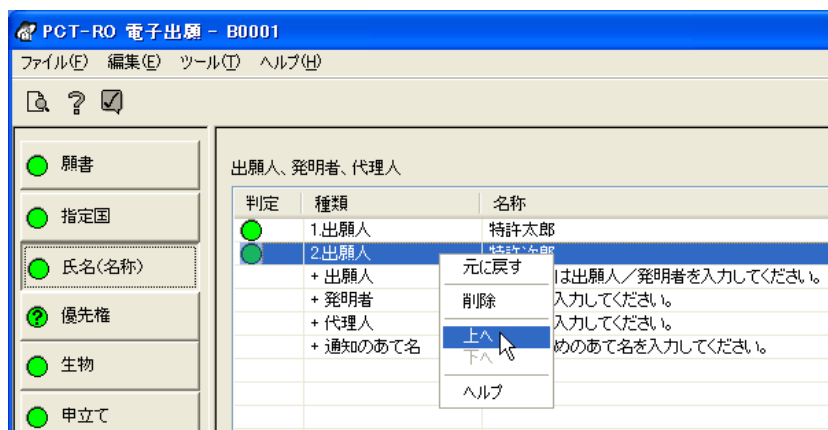 PCT-RO 電子出願 - B0001
ファイル(F) 編集(E) ツール(T) ヘルプ(H)
願書
指定国
氏名(名称)
優先権
生物
申立て
出願人、発明者、代理人
判定 種類 名称
1.出願人 特許太郎
2.出願人 特許次郎
+ 出願人 は出願人／発明者を入力してください。
+ 発明者 入力してください。
+ 代理人 入力してください。
+ 通知のあて名 めのあて名を入力してください。
元に戻す
削除
上へ
下へ
ヘルプ